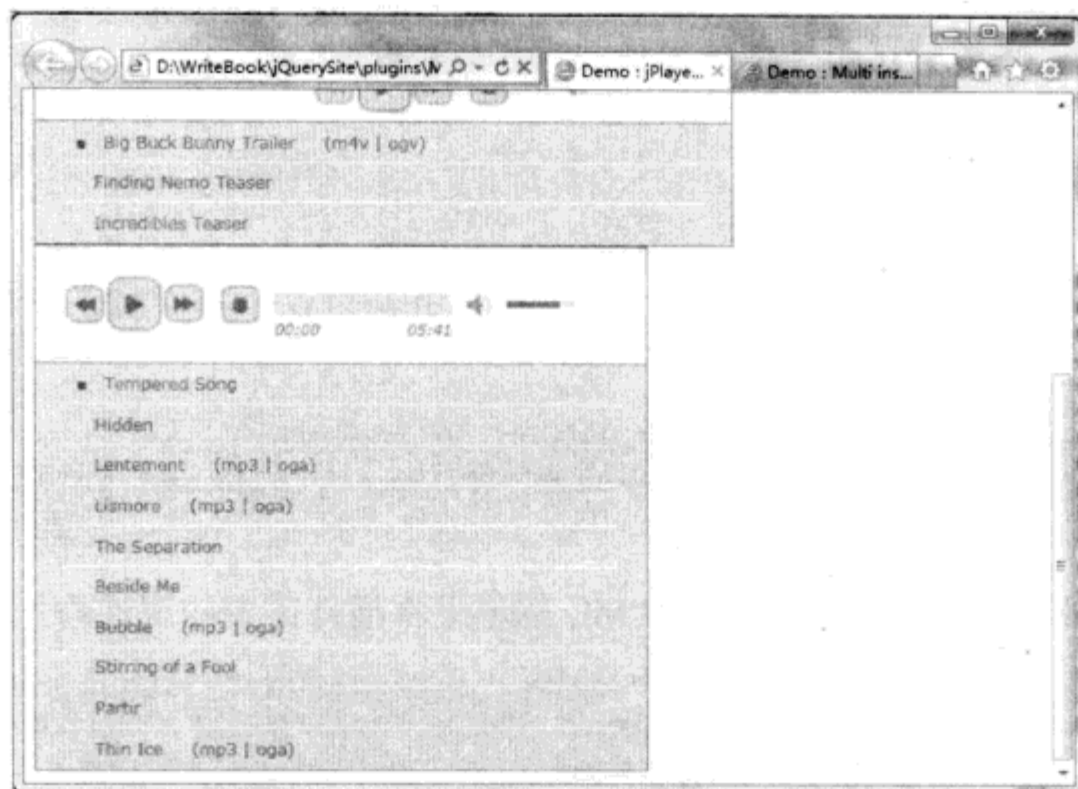 D:\WriteBook\jQuerySite\plugins\M
Demo : jPlaye...
Demo : Multi ins...
Big Buck Bunny Trailer (m4v | ogv)
Finding Nemo Teaser
Incredibles Teaser
00:00 05:41
Tempered Song
Hidden
Lentement (mp3 | oga)
Lismore (mp3 | oga)
The Separation
Beside Me
Bubble (mp3 | oga)
Stirring of a Fool
Partir
Thin Ice (mp3 | oga)